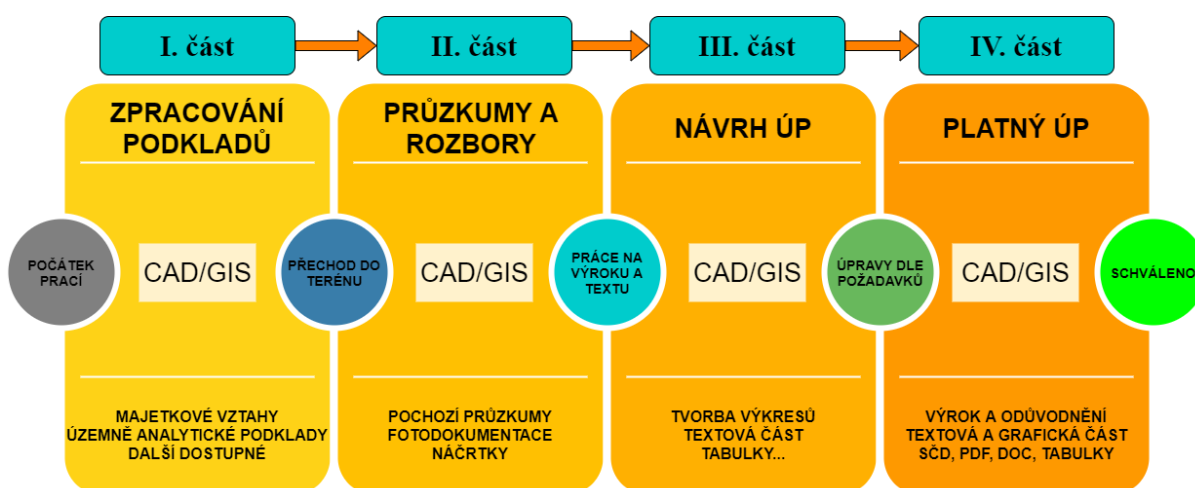 I. část
II. část
III. část
IV. část
ZPRACOVÁNÍ
PODKLADŮ
PRŮZKUMY A
ROZBORY
NÁVRH ÚP
PLATNÝ ÚP
POČÁTEK
PRACÍ
CAD/GIS
PŘECHOD DO
TERÉNU
CAD/GIS
PRÁCE NA
VÝROKU A
TEXTU
CAD/GIS
ÚPRAVY DLE
POŽADAVKŮ
CAD/GIS
SCHVÁLENO
MAJETKOVÉ VZTAHY
ÚZEMNĚ ANALYTICKÉ PODKLADY
DALŠÍ DOSTUPNÉ
POCHOZÍ PRŮZKUMY
FOTODOKUMENTACE
NÁČRTKY
TVORBA VÝKRESŮ
TEXTOVÁ ČÁST
TABULKY...
VÝROK A ODŮVODNĚNÍ
TEXTOVÁ A GRAFICKÁ ČÁST
SČD, PDF, DOC, TABULKY